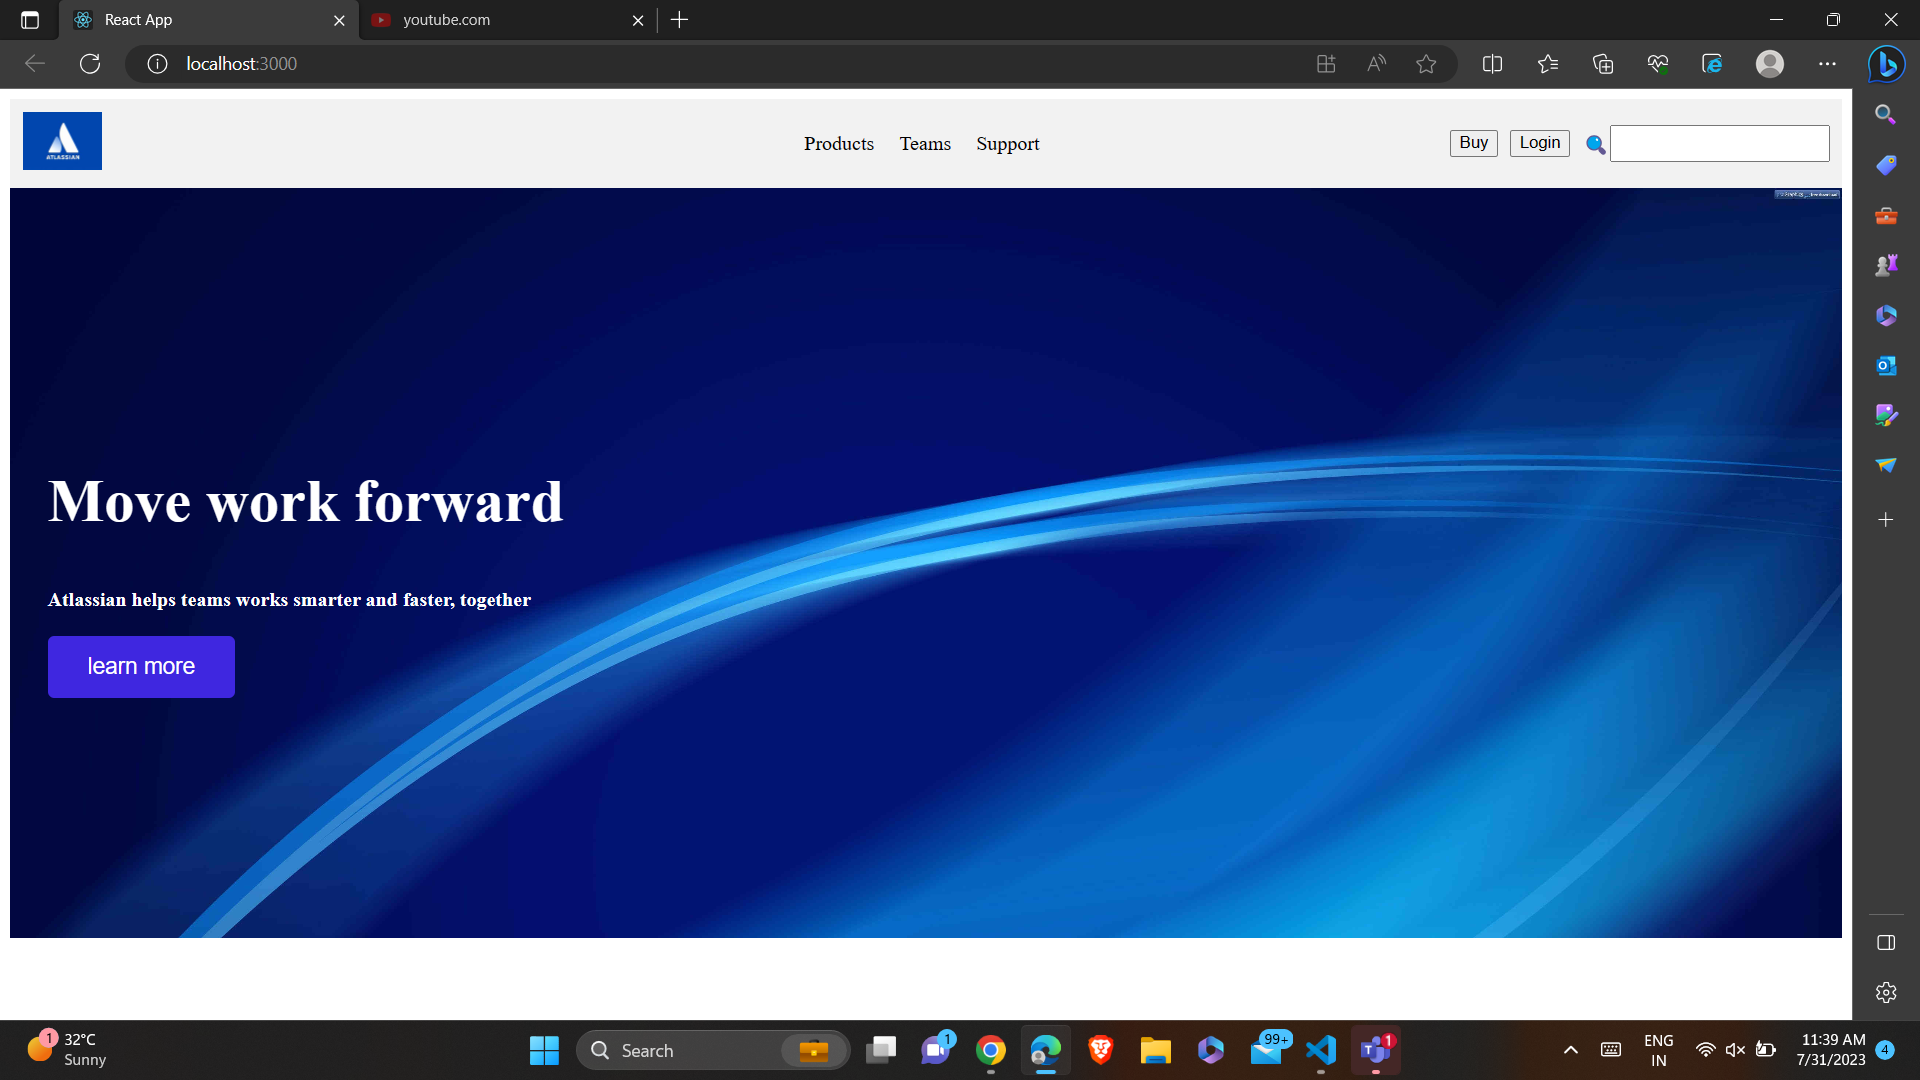 React App
youtube.com
localhost:3000
ATLASSIAN
Products
Teams
Support
Buy
Login
Move work forward
Atlassian helps teams works smarter and faster, together
learn more
1
32°C
Sunny
Search
1
99+
1
ENG
IN
11:39 AM
7/31/2023
4